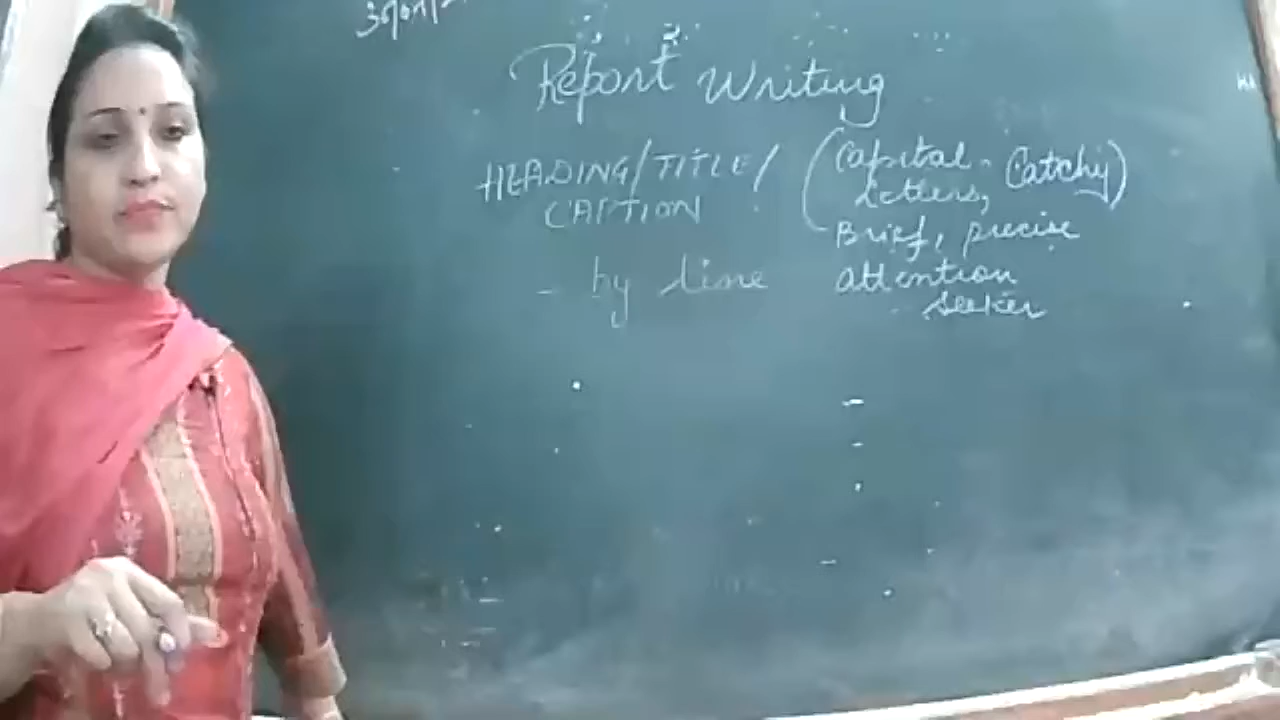 Report Writing
HEADING/TITLE/ (Capital - Catchy)
CAPTION Letters,
Brief, precise
- by line attention
seeker